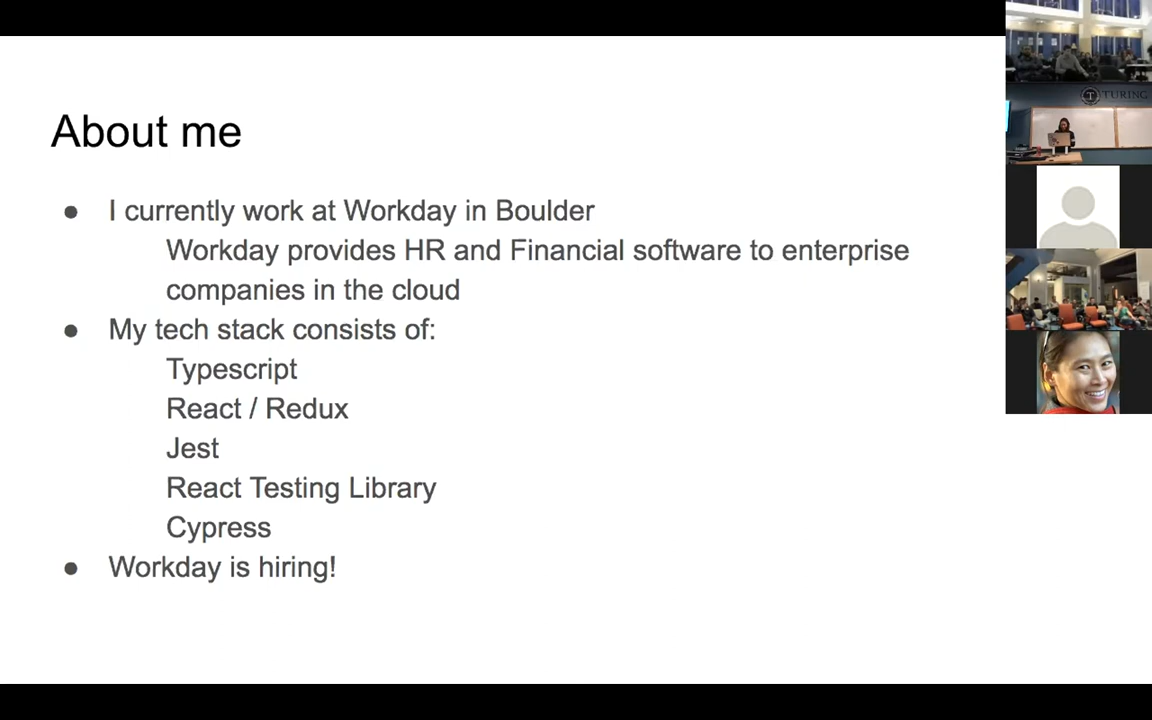 About me
● I currently work at Workday in Boulder
Workday provides HR and Financial software to enterprise
companies in the cloud
● My tech stack consists of:
Typescript
React / Redux
Jest
React Testing Library
Cypress
● Workday is hiring!
TURING